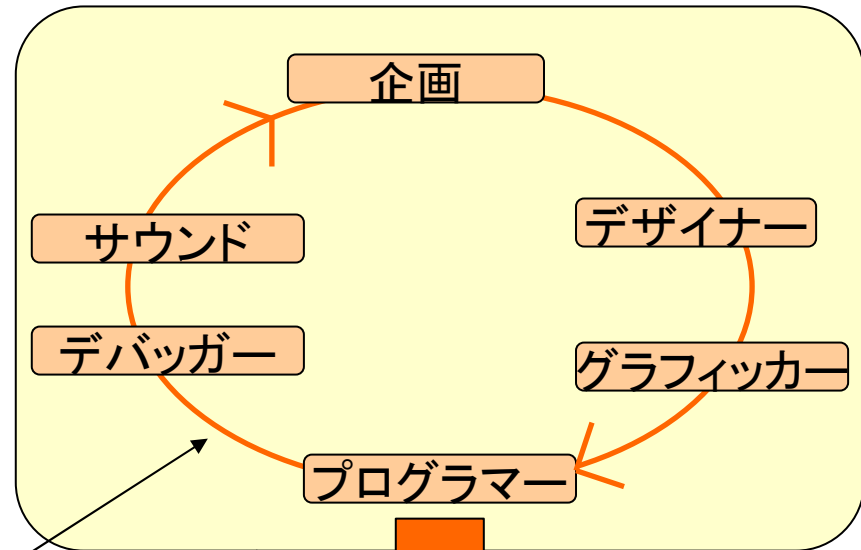 企画
サウンド
デザイナー
デバッガー
グラフィッカー
プログラマー